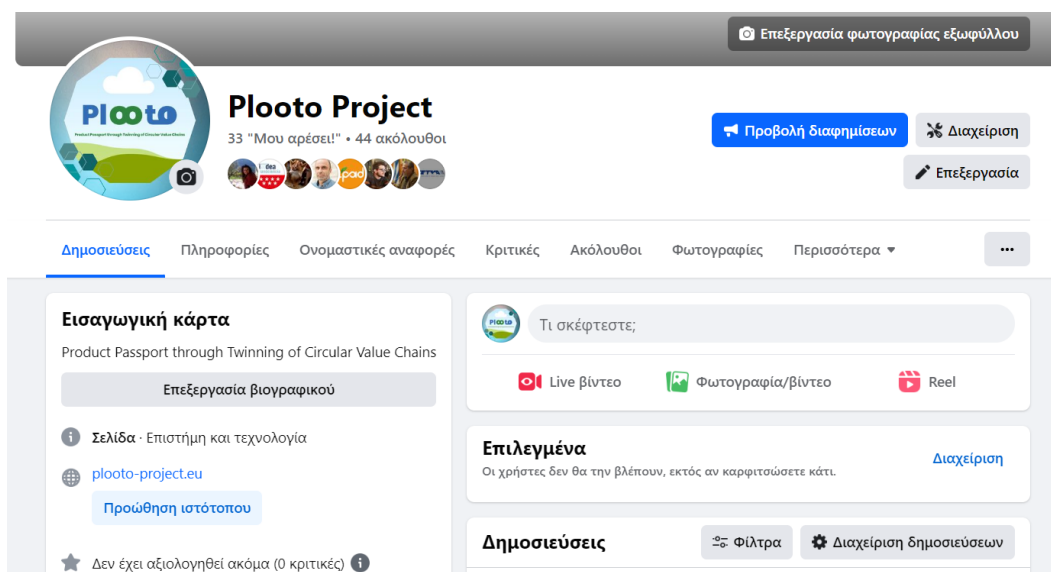 Επεξεργασία φωτογραφίας εξωφύλλου
Plooto
Product Passport through Twinning of Circular Value Chains
Plooto Project
33 "Μου αρέσει!" • 44 ακόλουθοι
Προβολή διαφημίσεων
Διαχείριση
Επεξεργασία
Δημοσιεύσεις Πληροφορίες Ονομαστικές αναφορές Κριτικές Ακόλουθοι Φωτογραφίες Περισσότερα
Εισαγωγική κάρτα
Product Passport through Twinning of Circular Value Chains
Επεξεργασία βιογραφικού
Σελίδα · Επιστήμη και τεχνολογία
plooto-project.eu
Προώθηση ιστότοπου
Δεν έχει αξιολογηθεί ακόμα (0 κριτικές)
Τι σκέφτεστε;
Live βίντεο Φωτογραφία/βίντεο Reel
Επιλεγμένα
Οι χρήστες δεν θα την βλέπουν, εκτός αν καρφιτσώσετε κάτι.
Διαχείριση
Δημοσιεύσεις
Φίλτρα
Διαχείριση δημοσιεύσεων